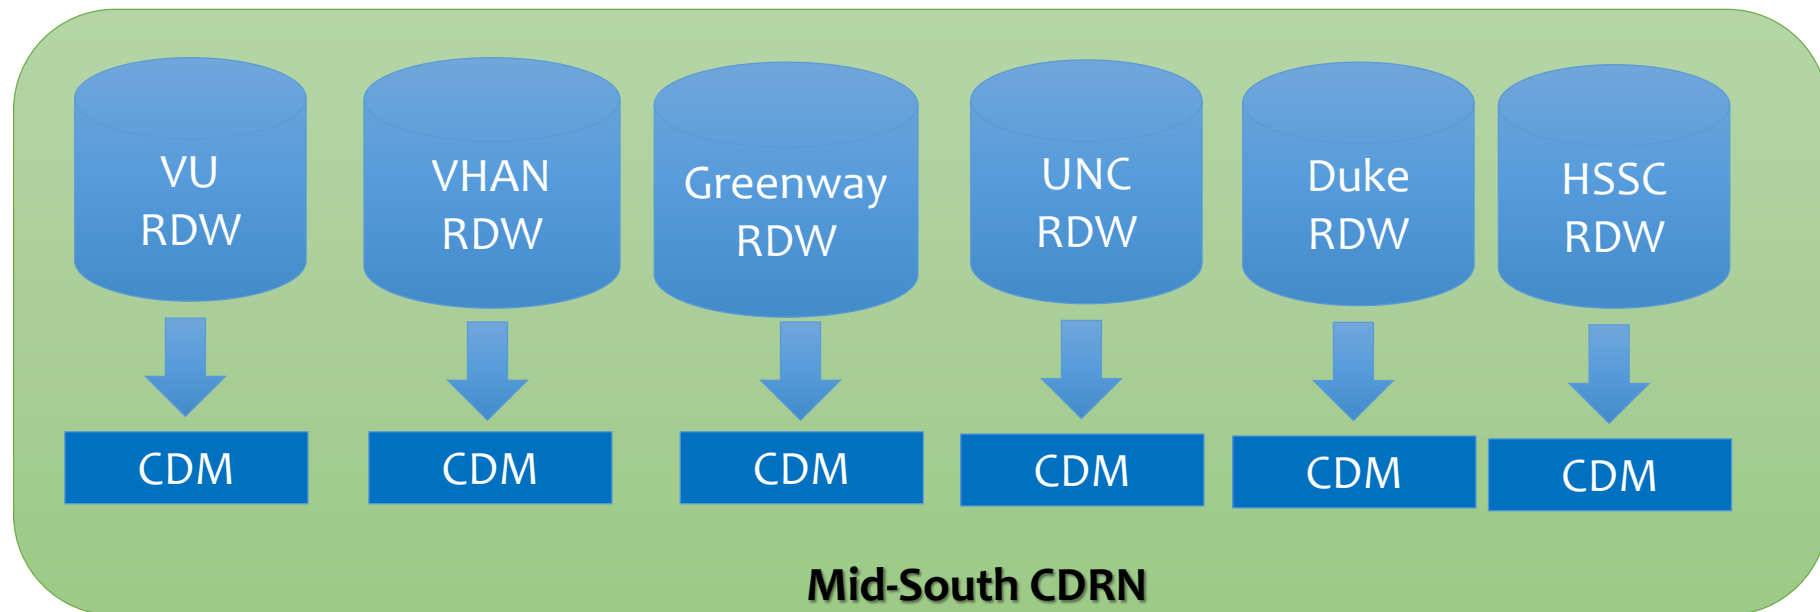 VU
RDW
VHAN
RDW
Greenway
RDW
UNC
RDW
Duke
RDW
HSSC
RDW
CDM
CDM
CDM
CDM
CDM
CDM
Mid-South CDRN